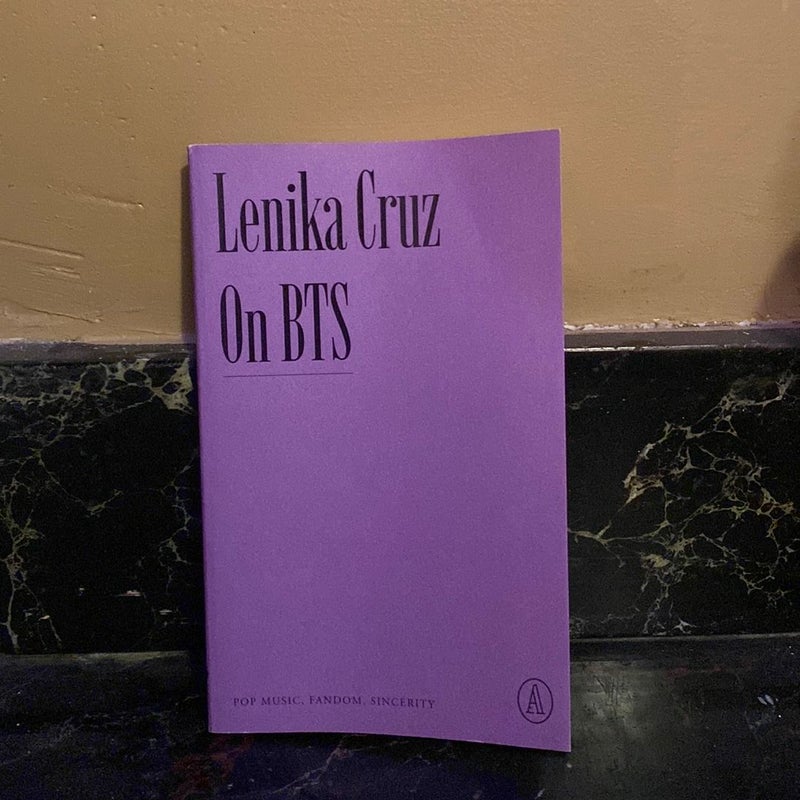 Lenika Cruz
On BTS
POP MUSIC, FANDOM, SINCERITY
A